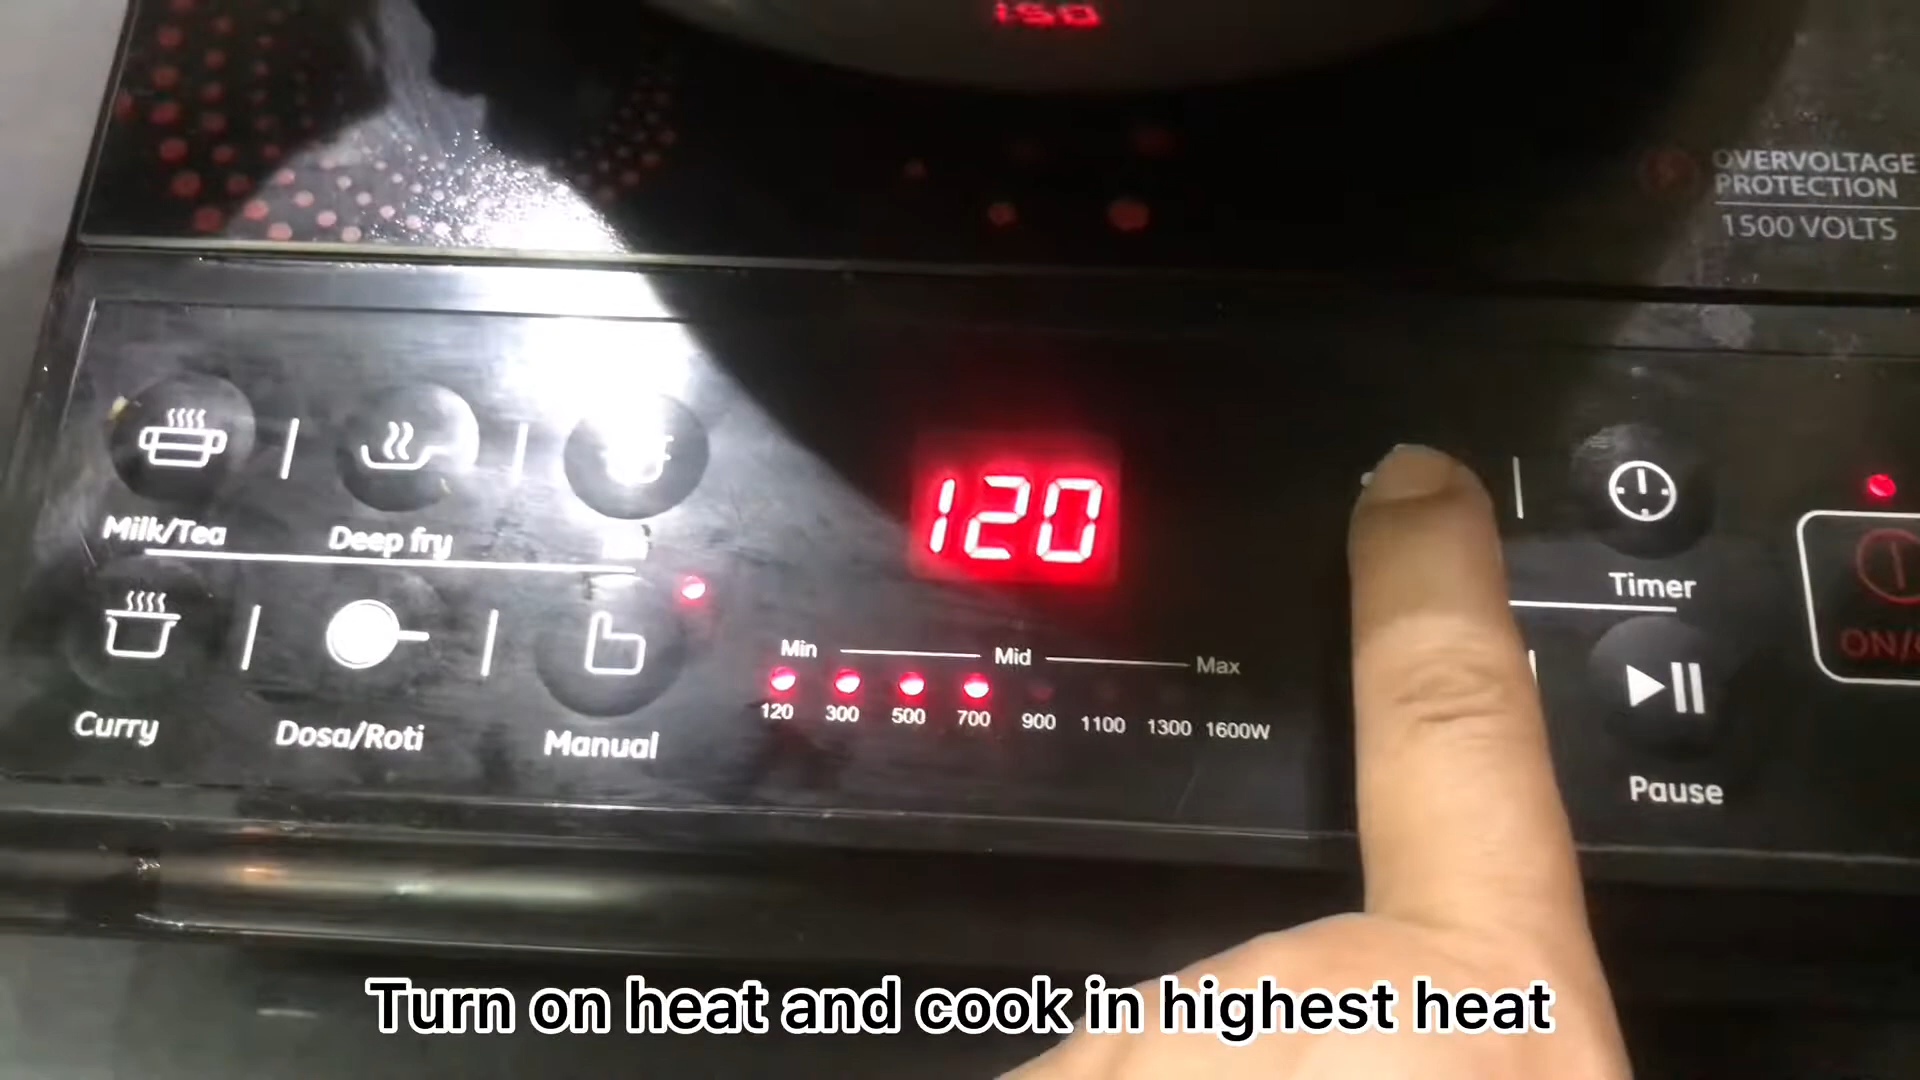 OVERVOLTAGE
PROTECTION
1500 VOLTS
120
Milk/Tea
Deep fry
Timer
Min
Mid
Max
120 300 500 700 900 1100 1300 1600W
Curry
Dosa/Roti
Manual
Pause
Turn on heat and cook in highest heat